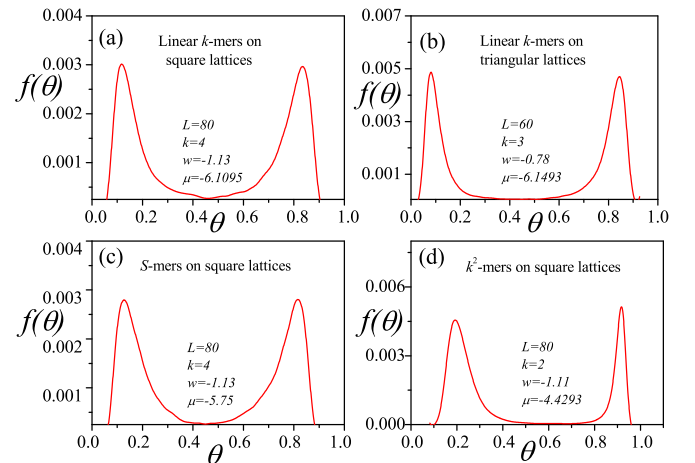 0.004
0.003
0.002
0.001
f(θ)
(a)
Linear k-mers on
square lattices
L=80
k=4
w=-1.13
μ=-6.1095
0.0 0.2 0.4 0.6 0.8 1.0
θ
0.007
0.005
0.003
0.001
f(θ)
(b)
Linear k-mers on
triangular lattices
L=60
k=3
w=-0.78
μ=-6.1493
0.0 0.2 0.4 0.6 0.8 1.0
θ
0.004
0.003
0.002
0.001
f(θ)
(c)
S-mers on square lattices
L=80
k=4
w=-1.13
μ=-5.75
0.0 0.2 0.4 0.6 0.8 1.0
θ
0.006
0.003
0.000
f(θ)
(d)
k²-mers on square lattices
L=80
k=2
w=-1.11
μ=-4.4293
0.0 0.2 0.4 0.6 0.8 1.0
θ